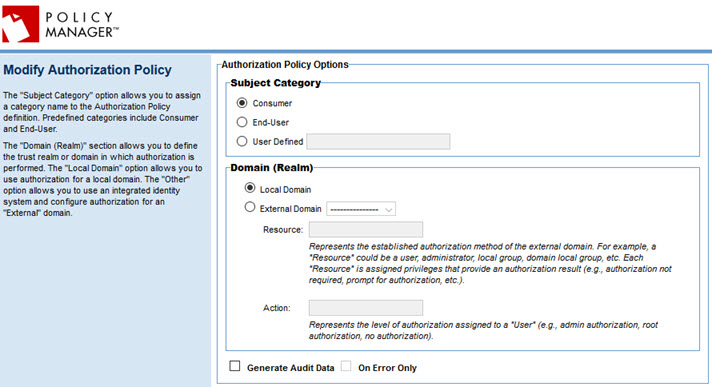 POLICY
MANAGER™
Modify Authorization Policy
The "Subject Category" option allows you to assign
a category name to the Authorization Policy
definition. Predefined categories include Consumer
and End-User.
The "Domain (Realm)" section allows you to define
the trust realm or domain in which authorization is
performed. The "Local Domain" option allows you to
use authorization for a local domain. The "Other"
option allows you to use an integrated identity
system and configure authorization for an
"External" domain.
Authorization Policy Options
Subject Category
Consumer
End-User
User Defined
Domain (Realm)
Local Domain
External Domain ---------------
Resource:
Represents the established authorization method of the external domain. For example, a
"Resource" could be a user, administrator, local group, domain local group, etc. Each
"Resource" is assigned privileges that provide an authorization result (e.g., authorization not
required, prompt for authorization, etc.).
Action:
Represents the level of authorization assigned to a "User" (e.g., admin authorization, root
authorization, no authorization).
Generate Audit Data On Error Only